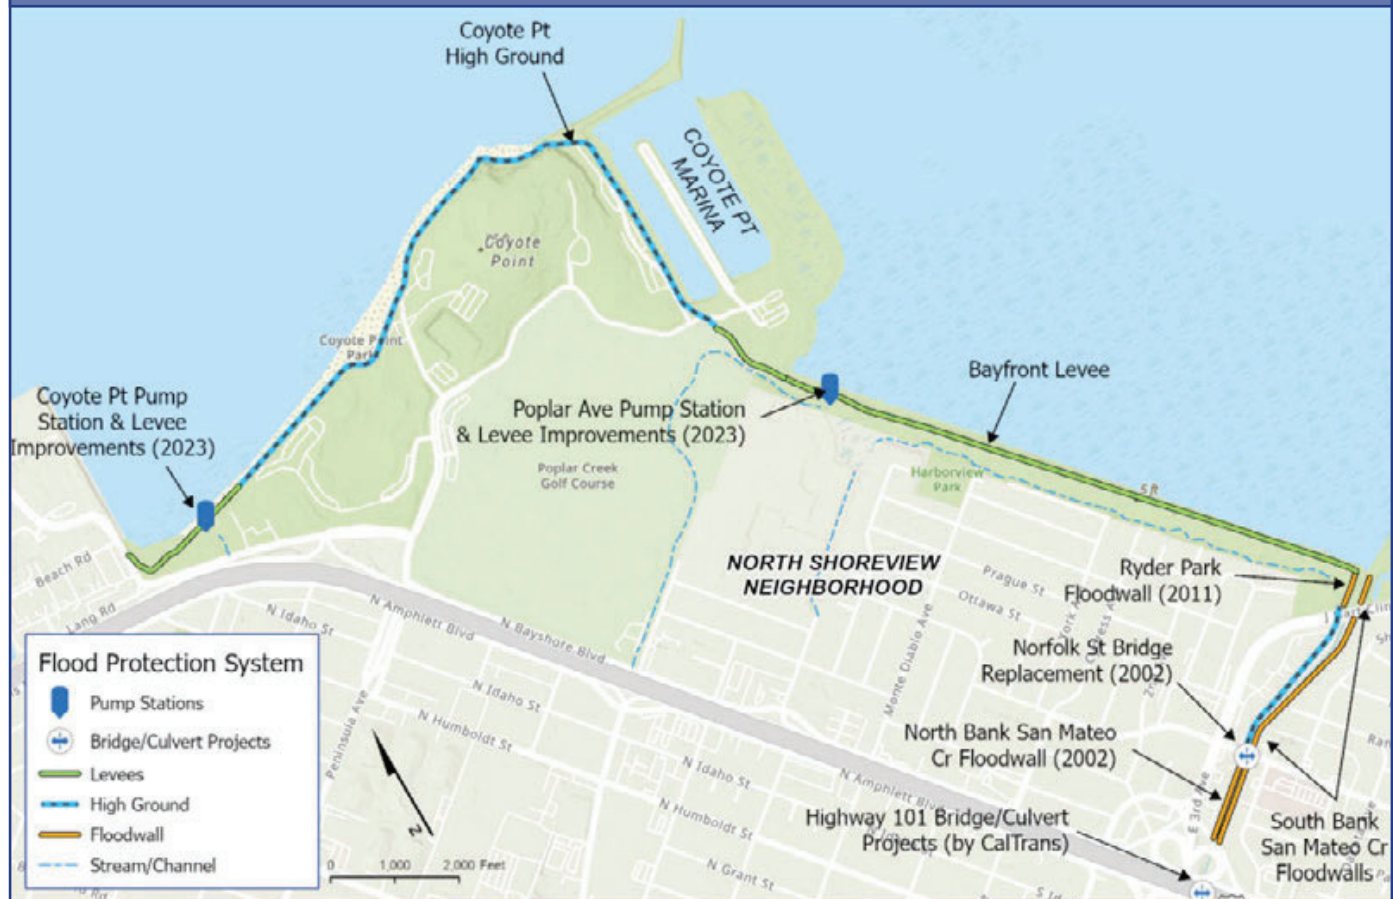 Coyote Pt
High Ground
COYOTE PT
MARINA
Coyote
Point
Coyote Point
Park
Coyote Pt Pump
Station & Levee
Improvements (2023)
Bayfront Levee
Poplar Ave Pump Station
& Levee Improvements (2023)
Poplar Creek
Golf Course
Harborview
Park
5 ft
NORTH SHOREVIEW
NEIGHBORHOOD
Beach Rd
Lang Rd
N Idaho St
N Amphlett Blvd
N Bayshore Blvd
Prague St
Ottawa St
Monte Diablo Ave
Ryder Park
Floodwall (2011)
Norfolk St Bridge
Replacement (2002)
North Bank San Mateo
Cr Floodwall (2002)
Highway 101 Bridge/Culvert
Projects (by CalTrans)
South Bank
San Mateo Cr
Floodwalls
E 3rd Ave
Peninsula Ave
N Idaho St
N Humboldt St
N Idaho St
N Amphlett Blvd
N Humboldt St
N Grant St
Flood Protection System
Pump Stations
Bridge/Culvert Projects
Levees
High Ground
Floodwall
Stream/Channel
N
0 1,000 2,000 Feet